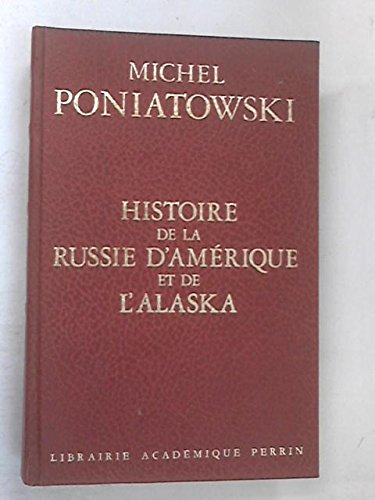 MICHEL
PONIATOWSKI
HISTOIRE
DE LA
RUSSIE D'AMÉRIQUE
ET DE
L'ALASKA
LIBRAIRIE ACADÉMIQUE PERRIN